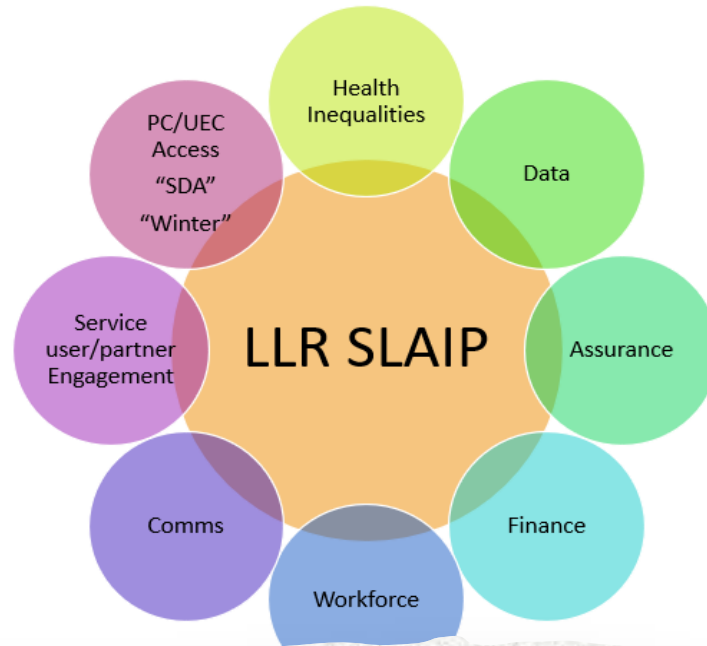 Health
Inequalities
Data
Assurance
Finance
Workforce
Comms
Service
user/partner
Engagement
PC/UEC
Access
“SDA”
“Winter”
LLR SLAIP